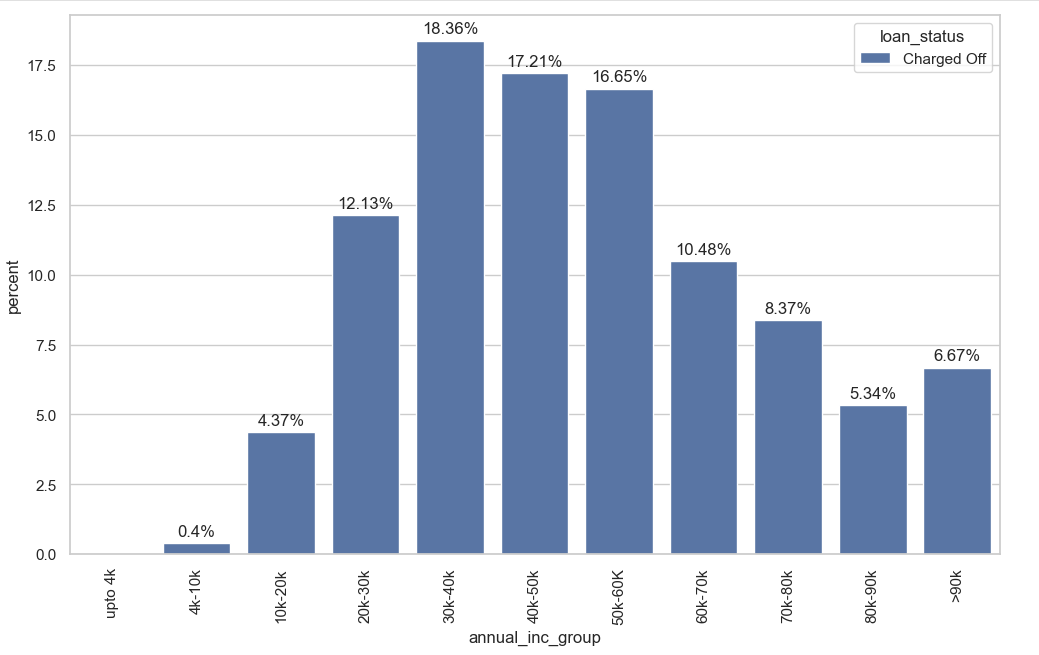 18.36%
loan_status
Charged Off
17.5
17.21%
16.65%
15.0
12.5
12.13%
10.48%
10.0
percent
8.37%
7.5
6.67%
5.34%
5.0
4.37%
2.5
0.4%
0.0
upto 4k
4k-10k
10k-20k
20k-30k
30k-40k
40k-50k
50k-60K
60k-70k
70k-80k
80k-90k
>90k
annual_inc_group